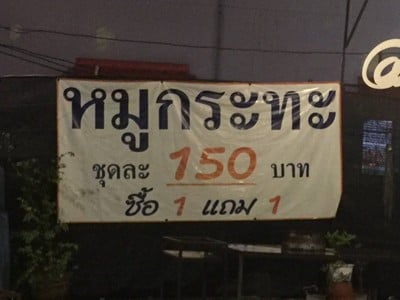 หมูกระทะ
ชุดละ 150 บาท
ซื้อ 1 แถม 1
@